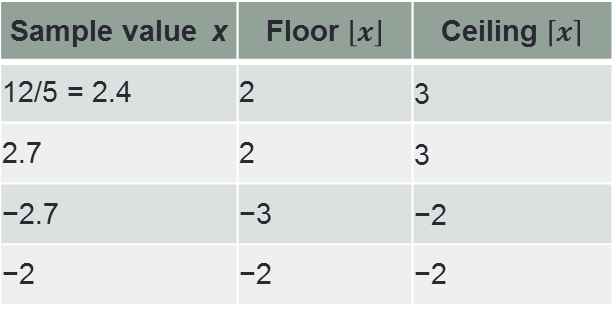 Sample value x Floor ⌊x⌋ Ceiling ⌈x⌉
12/5 = 2.4 2 3
2.7 2 3
−2.7 −3 −2
−2 −2 −2